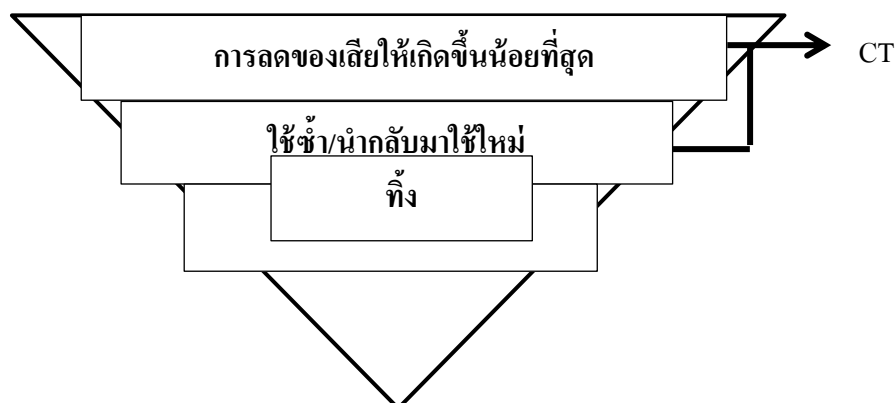 การลดของเสียให้เกิดขึ้นน้อยที่สุด
CT
ใช้ซ้ำ/นำกลับมาใช้ใหม่
ทิ้ง